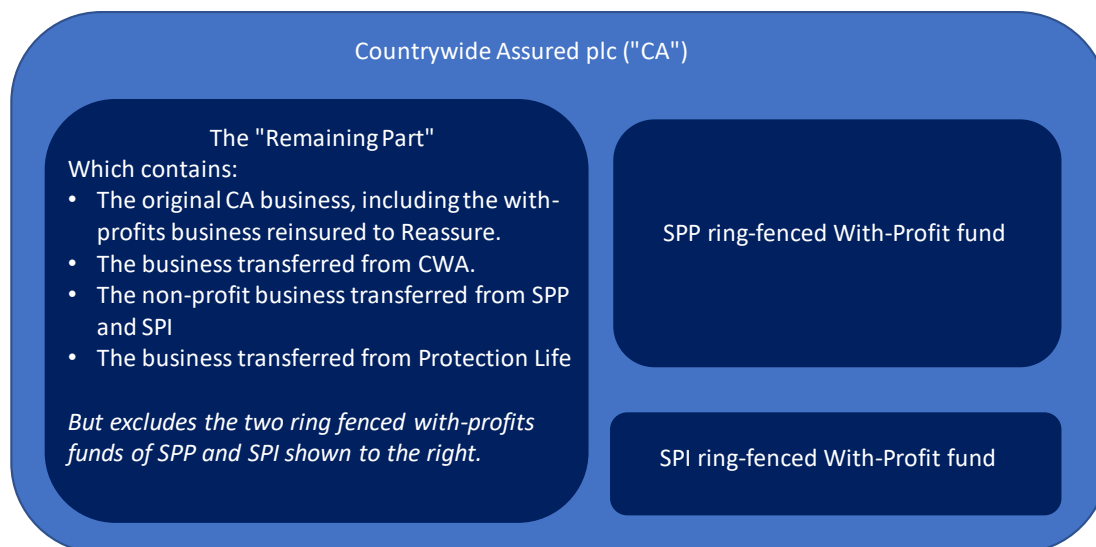 Countrywide Assured plc ("CA")
The "Remaining Part"
Which contains:
• The original CA business, including the with-
profits business reinsured to Reassure.
• The business transferred from CWA.
• The non-profit business transferred from SPP
and SPI
• The business transferred from Protection Life
But excludes the two ring fenced with-profits
funds of SPP and SPI shown to the right.
SPP ring-fenced With-Profit fund
SPI ring-fenced With-Profit fund